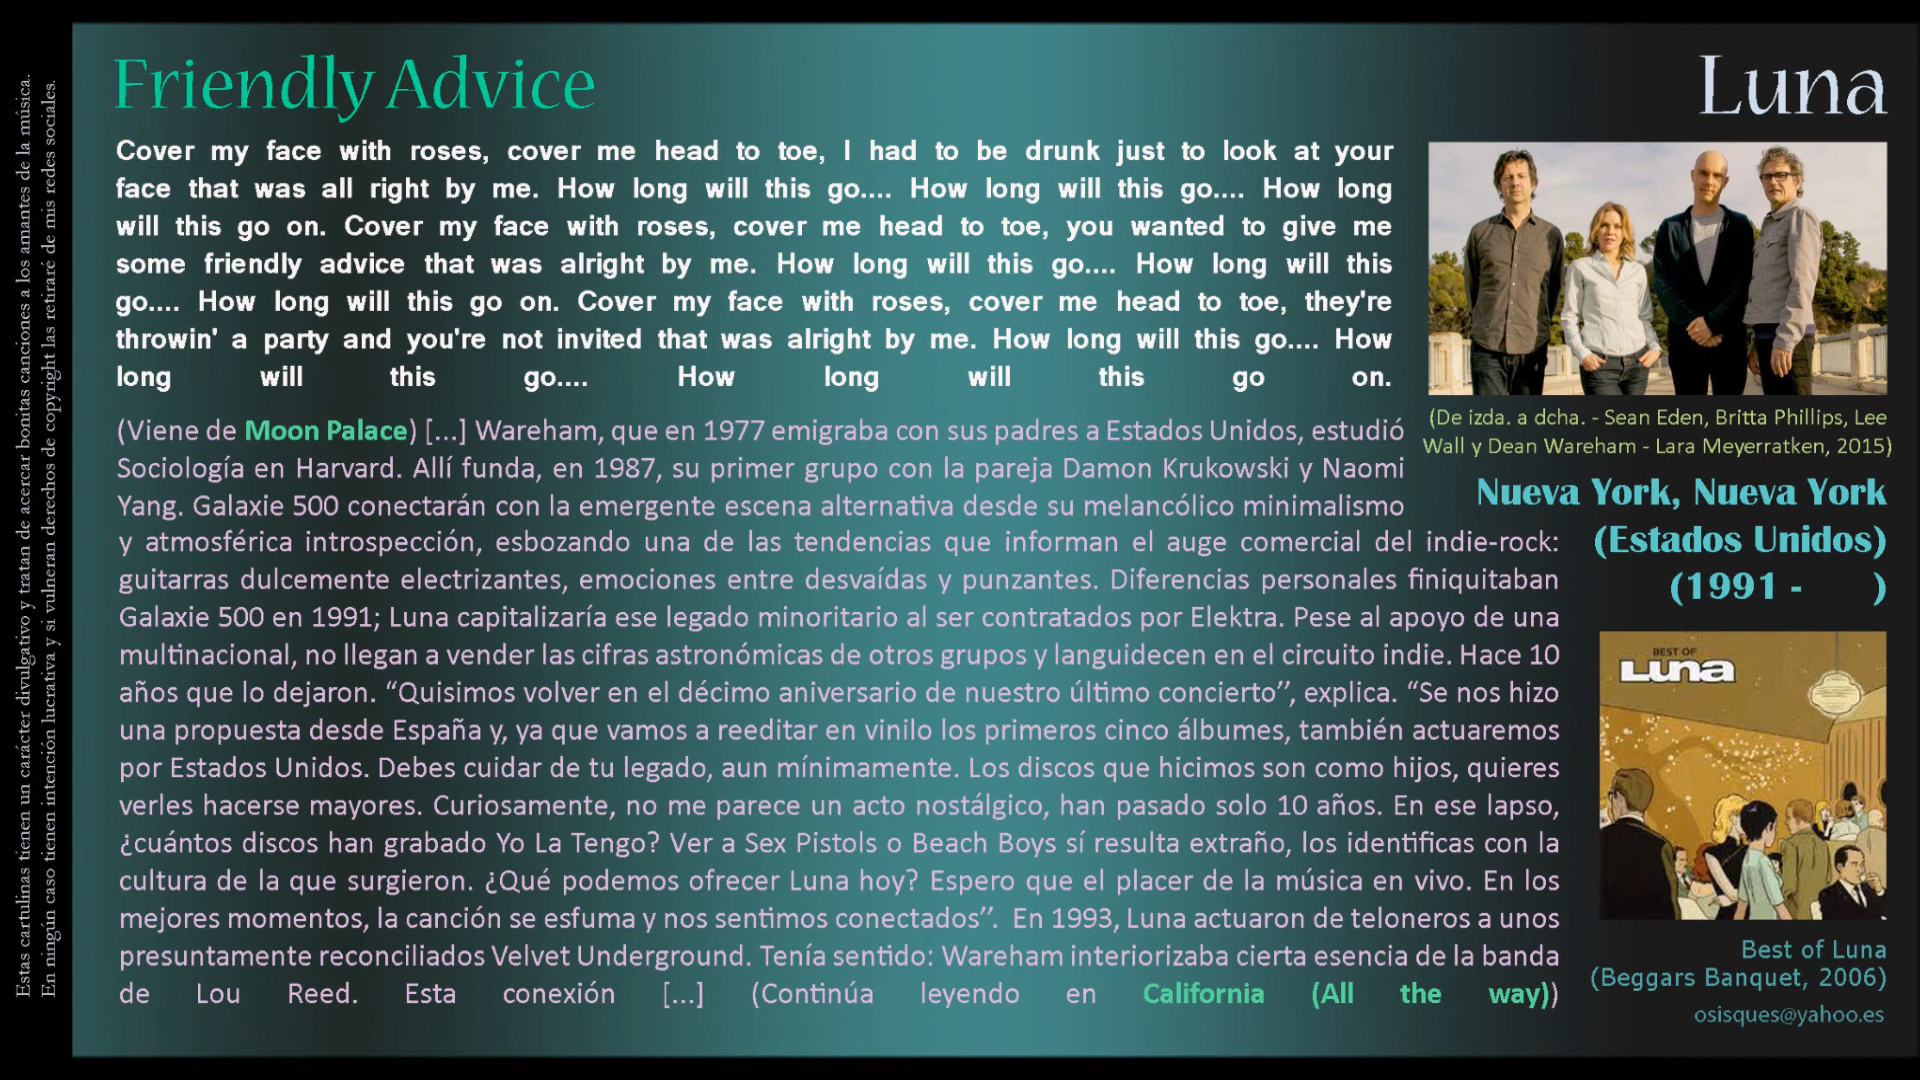 Estas cartulinas tienen un carácter divulgativo y tratan de acercar bonitas canciones a los amantes de la música.
En ningún caso tienen intención lucrativa y si vulneran derechos de copyright las retiraré de mis redes sociales.
Friendly Advice
Cover my face with roses, cover me head to toe, I had to be drunk just to look at your
face that was all right by me. How long will this go.... How long will this go.... How long
will this go on. Cover my face with roses, cover me head to toe, you wanted to give me
some friendly advice that was alright by me. How long will this go.... How long will this
go.... How long will this go on. Cover my face with roses, cover me head to toe, they're
throwin' a party and you're not invited that was alright by me. How long will this go.... How
long will this go.... How long will this go on.
(Viene de Moon Palace) [...] Wareham, que en 1977 emigraba con sus padres a Estados Unidos, estudió
Sociología en Harvard. Allí funda, en 1987, su primer grupo con la pareja Damon Krukowski y Naomi
Yang. Galaxie 500 conectarán con la emergente escena alternativa desde su melancólico minimalismo
y atmosférica introspección, esbozando una de las tendencias que informan el auge comercial del indie-rock:
guitarras dulcemente electrizantes, emociones entre desvaídas y punzantes. Diferencias personales finiquitaban
Galaxie 500 en 1991; Luna capitalizaría ese legado minoritario al ser contratados por Elektra. Pese al apoyo de una
multinacional, no llegan a vender las cifras astronómicas de otros grupos y languidecen en el circuito indie. Hace 10
años que lo dejaron. “Quisimos volver en el décimo aniversario de nuestro último concierto’’, explica. “Se nos hizo
una propuesta desde España y, ya que vamos a reeditar en vinilo los primeros cinco álbumes, también actuaremos
por Estados Unidos. Debes cuidar de tu legado, aun mínimamente. Los discos que hicimos son como hijos, quieres
verles hacerse mayores. Curiosamente, no me parece un acto nostálgico, han pasado solo 10 años. En ese lapso,
¿cuántos discos han grabado Yo La Tengo? Ver a Sex Pistols o Beach Boys sí resulta extraño, los identificas con la
cultura de la que surgieron. ¿Qué podemos ofrecer Luna hoy? Espero que el placer de la música en vivo. En los
mejores momentos, la canción se esfuma y nos sentimos conectados’’. En 1993, Luna actuaron de teloneros a unos
presuntamente reconciliados Velvet Underground. Tenía sentido: Wareham interiorizaba cierta esencia de la banda
de Lou Reed. Esta conexión [...] (Continúa leyendo en California (All the way))
Luna
(De izda. a dcha. - Sean Eden, Britta Phillips, Lee
Wall y Dean Wareham - Lara Meyerratken, 2015)
Nueva York, Nueva York
(Estados Unidos)
(1991 - )
BEST OF
Luna
Best of Luna
(Beggars Banquet, 2006)
osisques@yahoo.es